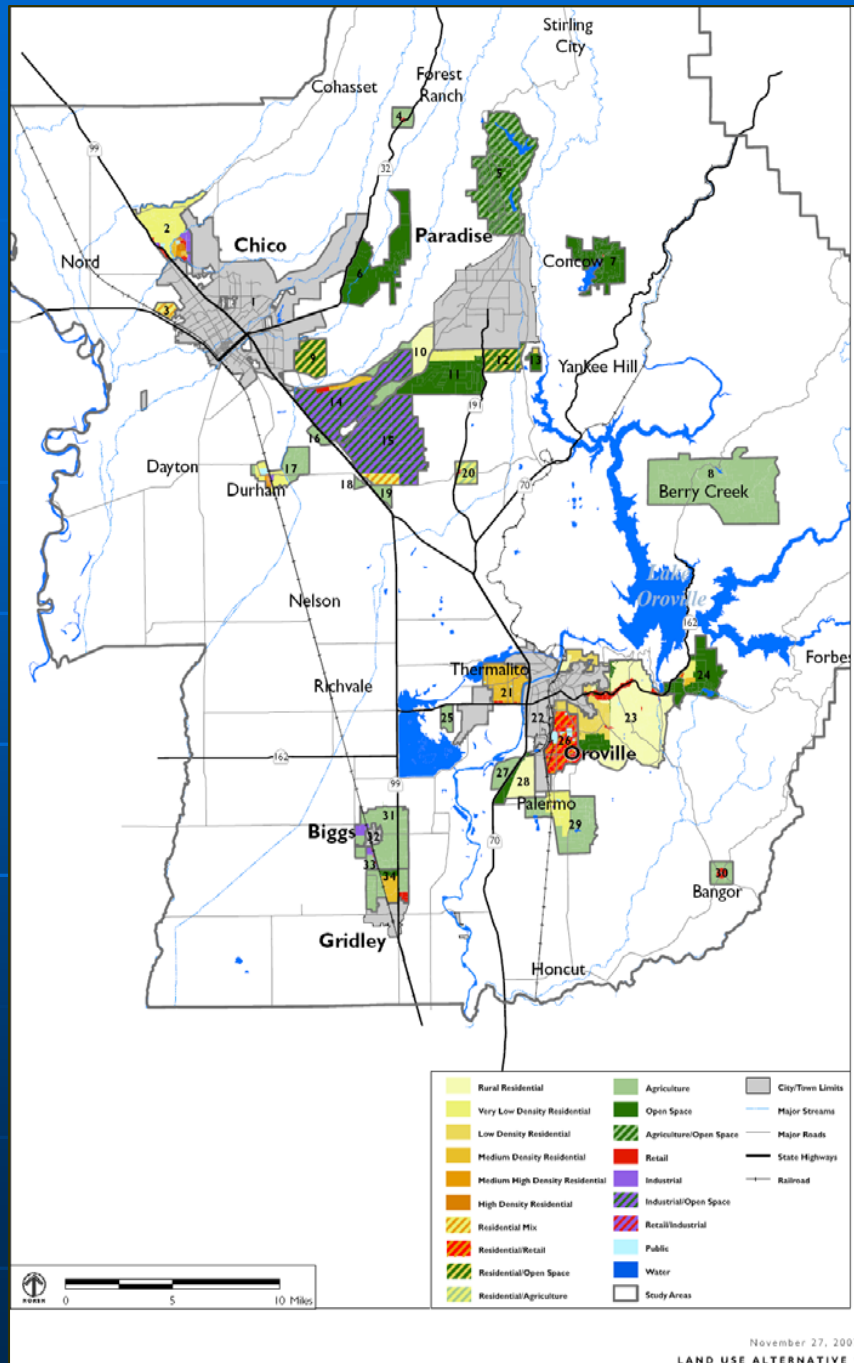 Stirling
City
Cohasset
Forest
Ranch
4
99
32
5
2
Chico
Paradise
Nord
Concow
7
6
1
3
9
10
12
13
Yankee Hill
11
14
191
16
15
70
Dayton
17
20
8
Durham
18
19
Berry Creek
Nelson
Lake
Oroville
162
Thermalito
Forbes
Richvale
21
24
25
22
23
26
Oroville
162
27
99
28
Palermo
31
29
Biggs
32
70
33
34
30
Bangor
Gridley
Honcut
Rural Residential
Very Low Density Residential
Low Density Residential
Medium Density Residential
Medium High Density Residential
High Density Residential
Residential Mix
Residential/Retail
Residential/Open Space
Residential/Agriculture
Agriculture
Open Space
Agriculture/Open Space
Retail
Industrial
Industrial/Open Space
Retail/Industrial
Public
Water
Study Areas
City/Town Limits
Major Streams
Major Roads
State Highways
Railroad
NORTH
0 5 10 Miles
November 27, 200
LAND USE ALTERNATIVE